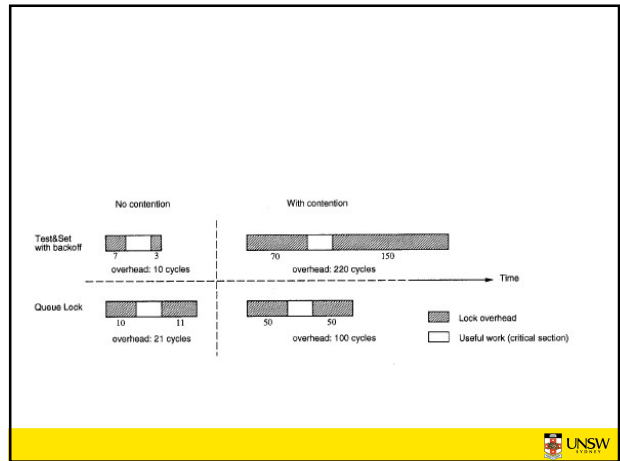 No contention
With contention
Test&Set
with backoff
7
3
70
150
overhead: 10 cycles
overhead: 220 cycles
Time
Queue Lock
10
11
50
50
overhead: 21 cycles
overhead: 100 cycles
Lock overhead
Useful work (critical section)
UNSW
SYDNEY